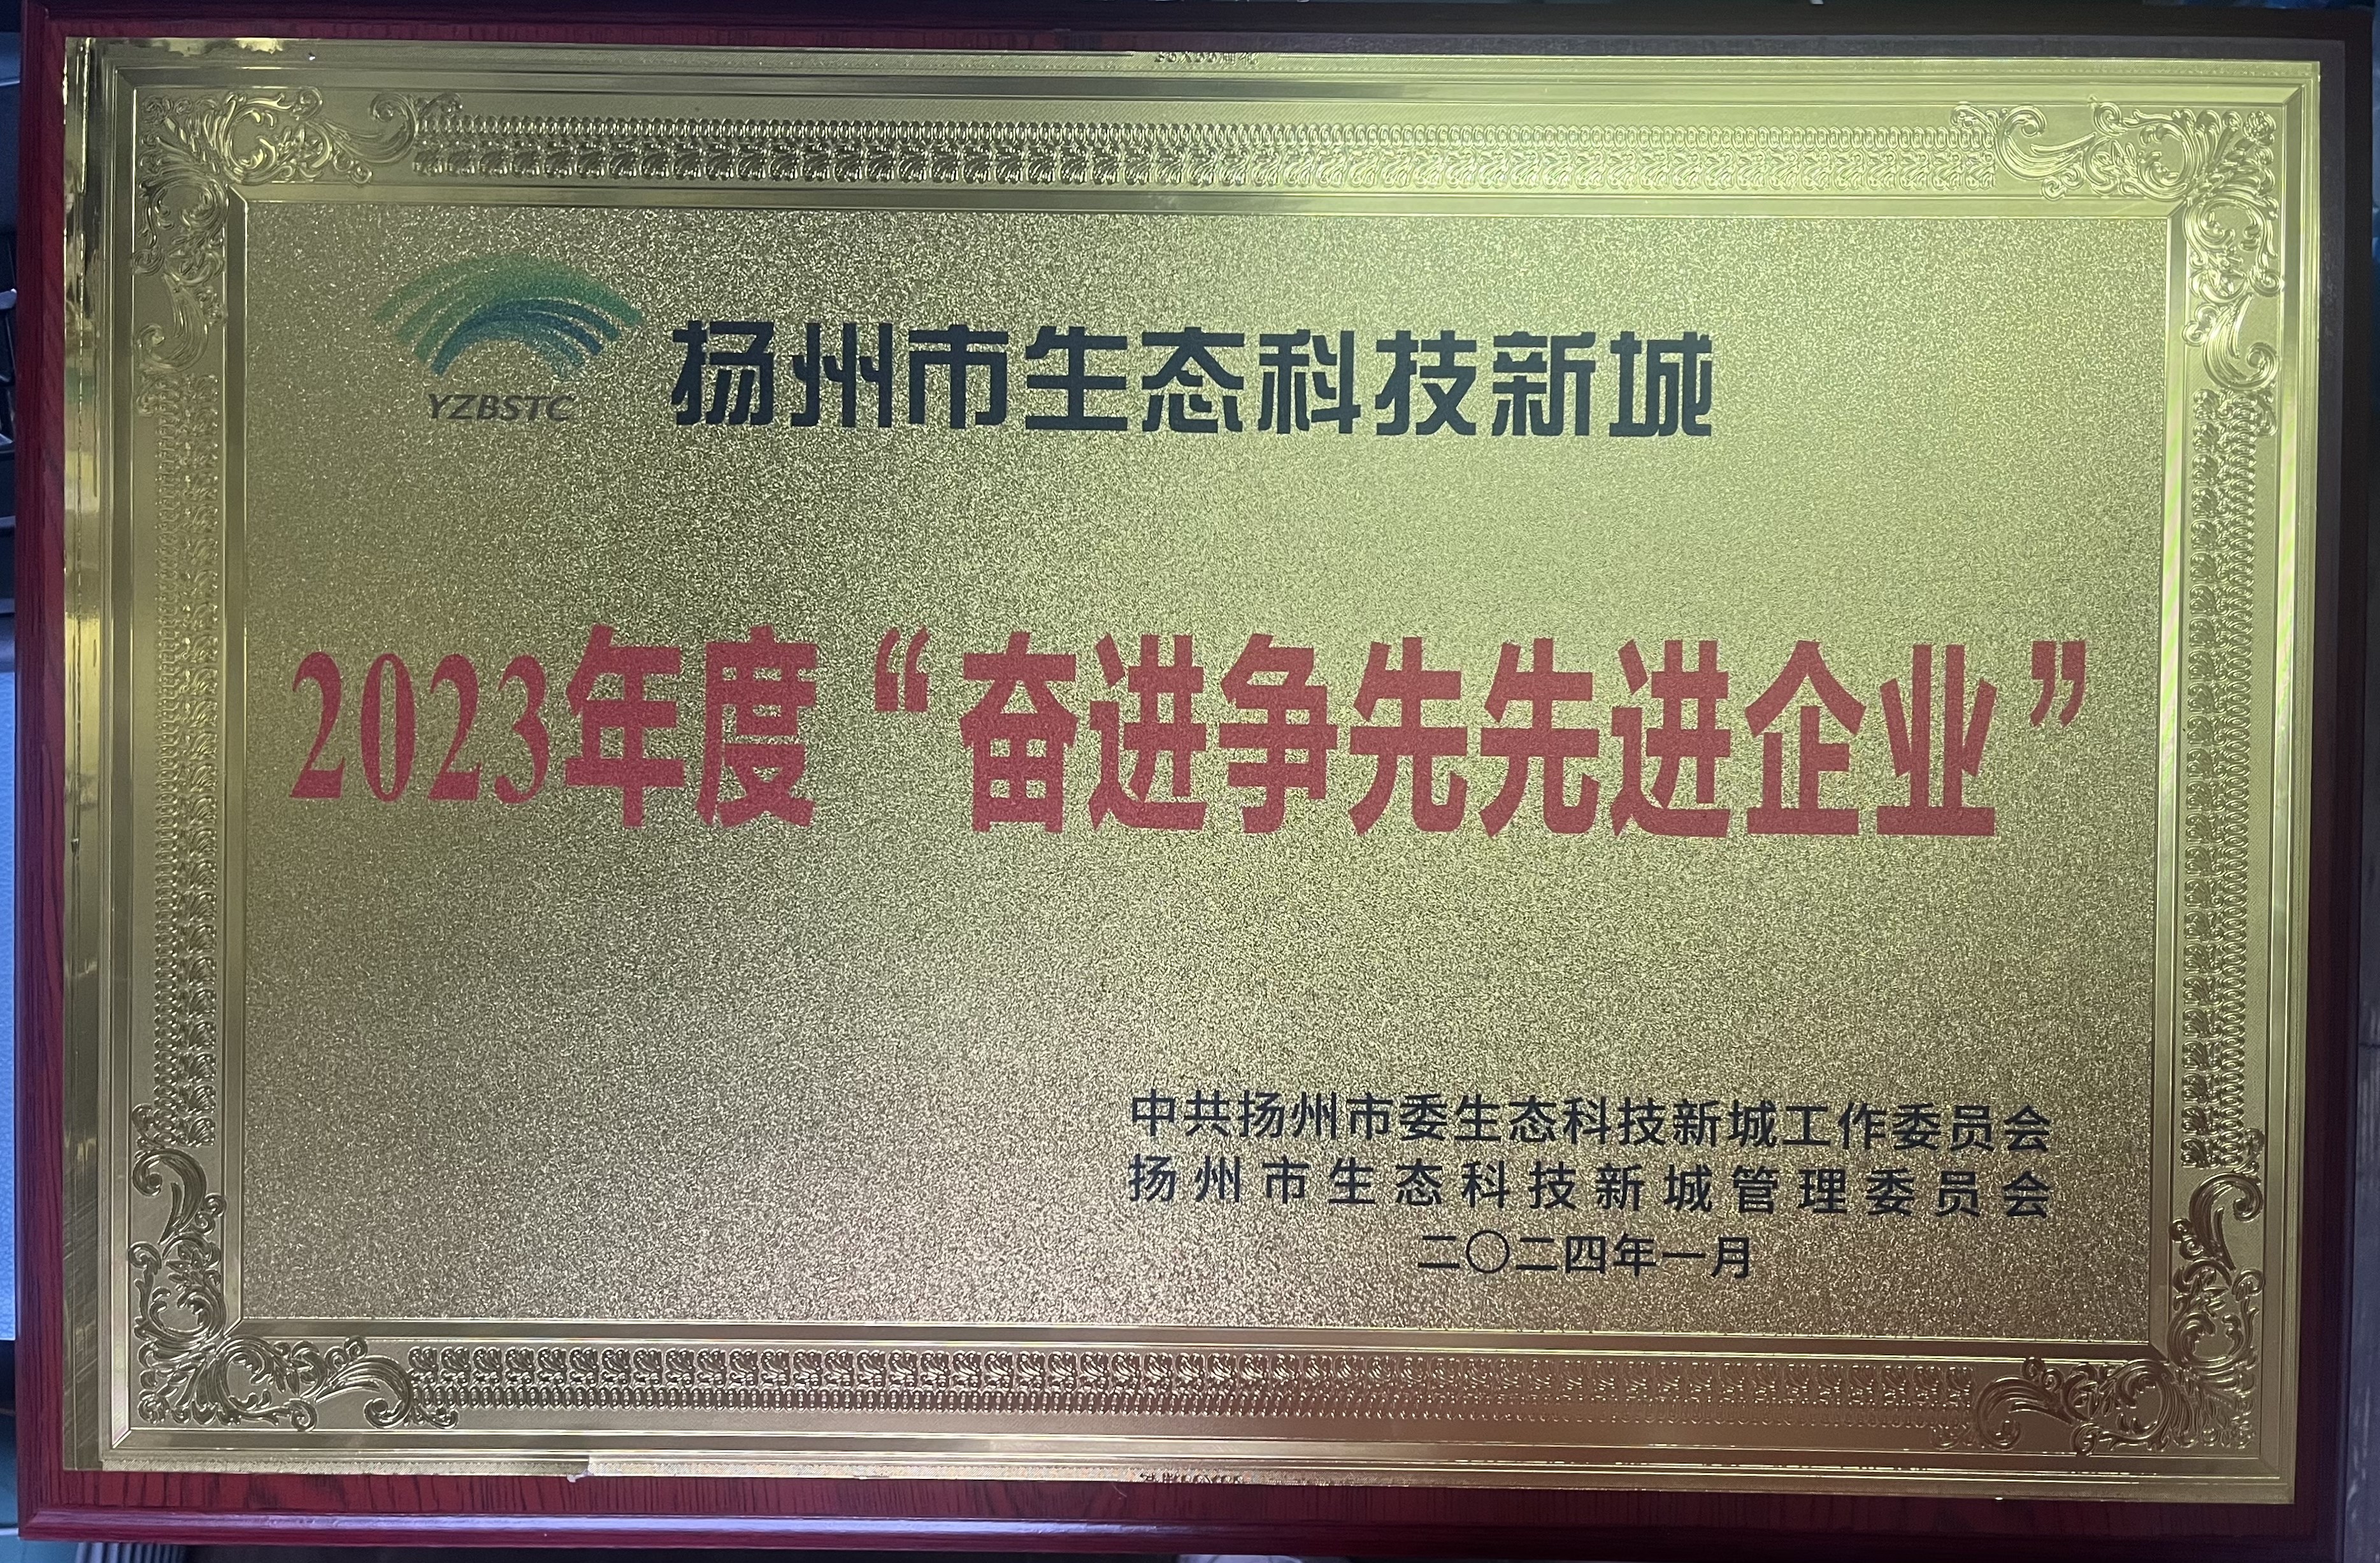 扬州市生态科技新城
YZBSTC
2023年度“奋进争先先进企业”
中共扬州市委生态科技新城工作委员会
扬州市生态科技新城管理委员会
二〇二四年一月